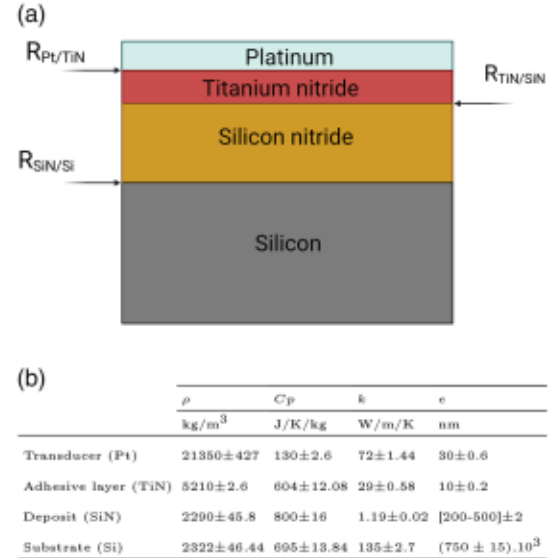 (a)
Platinum
R_Pt/TiN
Titanium nitride
R_TiN/SiN
Silicon nitride
R_SiN/Si
Silicon
(b)
ρ Cp k e
kg/m³ J/K/kg W/m/K nm
Transducer (Pt) 21350±427 130±2.6 72±1.44 30±0.6
Adhesive layer (TiN) 5210±2.6 604±12.08 29±0.58 10±0.2
Deposit (SiN) 2290±45.8 800±16 1.19±0.02 [200-500]±2
Substrate (Si) 2322±46.44 695±13.84 135±2.7 (750 ± 15).10³